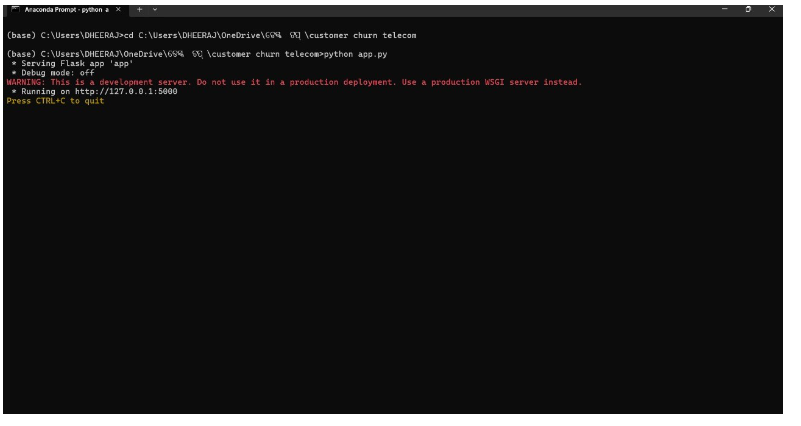 Anaconda Prompt - python a
(base) C:\Users\DHEERAJ>cd C:\Users\DHEERAJ\OneDrive\ \customer churn telecom
(base) C:\Users\DHEERAJ\OneDrive\ \customer churn telecom>python app.py
* Serving Flask app 'app'
* Debug mode: off
WARNING: This is a development server. Do not use it in a production deployment. Use a production WSGI server instead.
* Running on http://127.0.0.1:5000
Press CTRL+C to quit